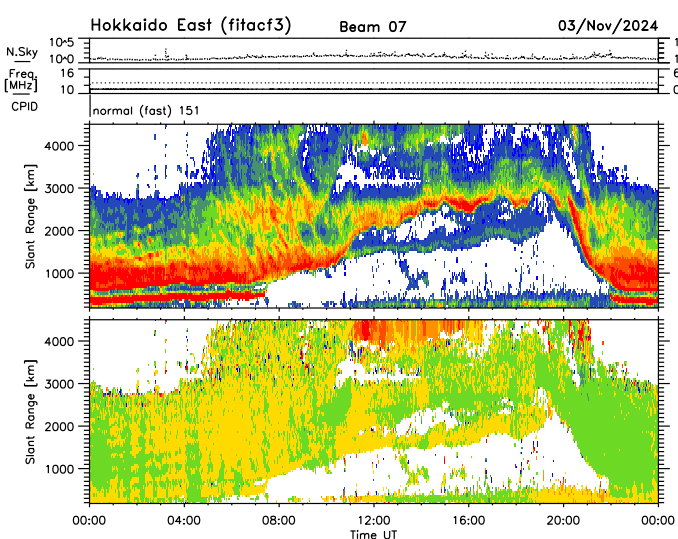 Hokkaido East (fitacf3) Beam 07 03/Nov/2024
N.Sky 10^5 10^0
Freq. [MHz] 16 10
CPID normal (fast) 151
Slant Range [km] 4000 3000 2000 1000
Slant Range [km] 4000 3000 2000 1000
00:00 04:00 08:00 12:00 16:00 20:00 00:00
Time UT